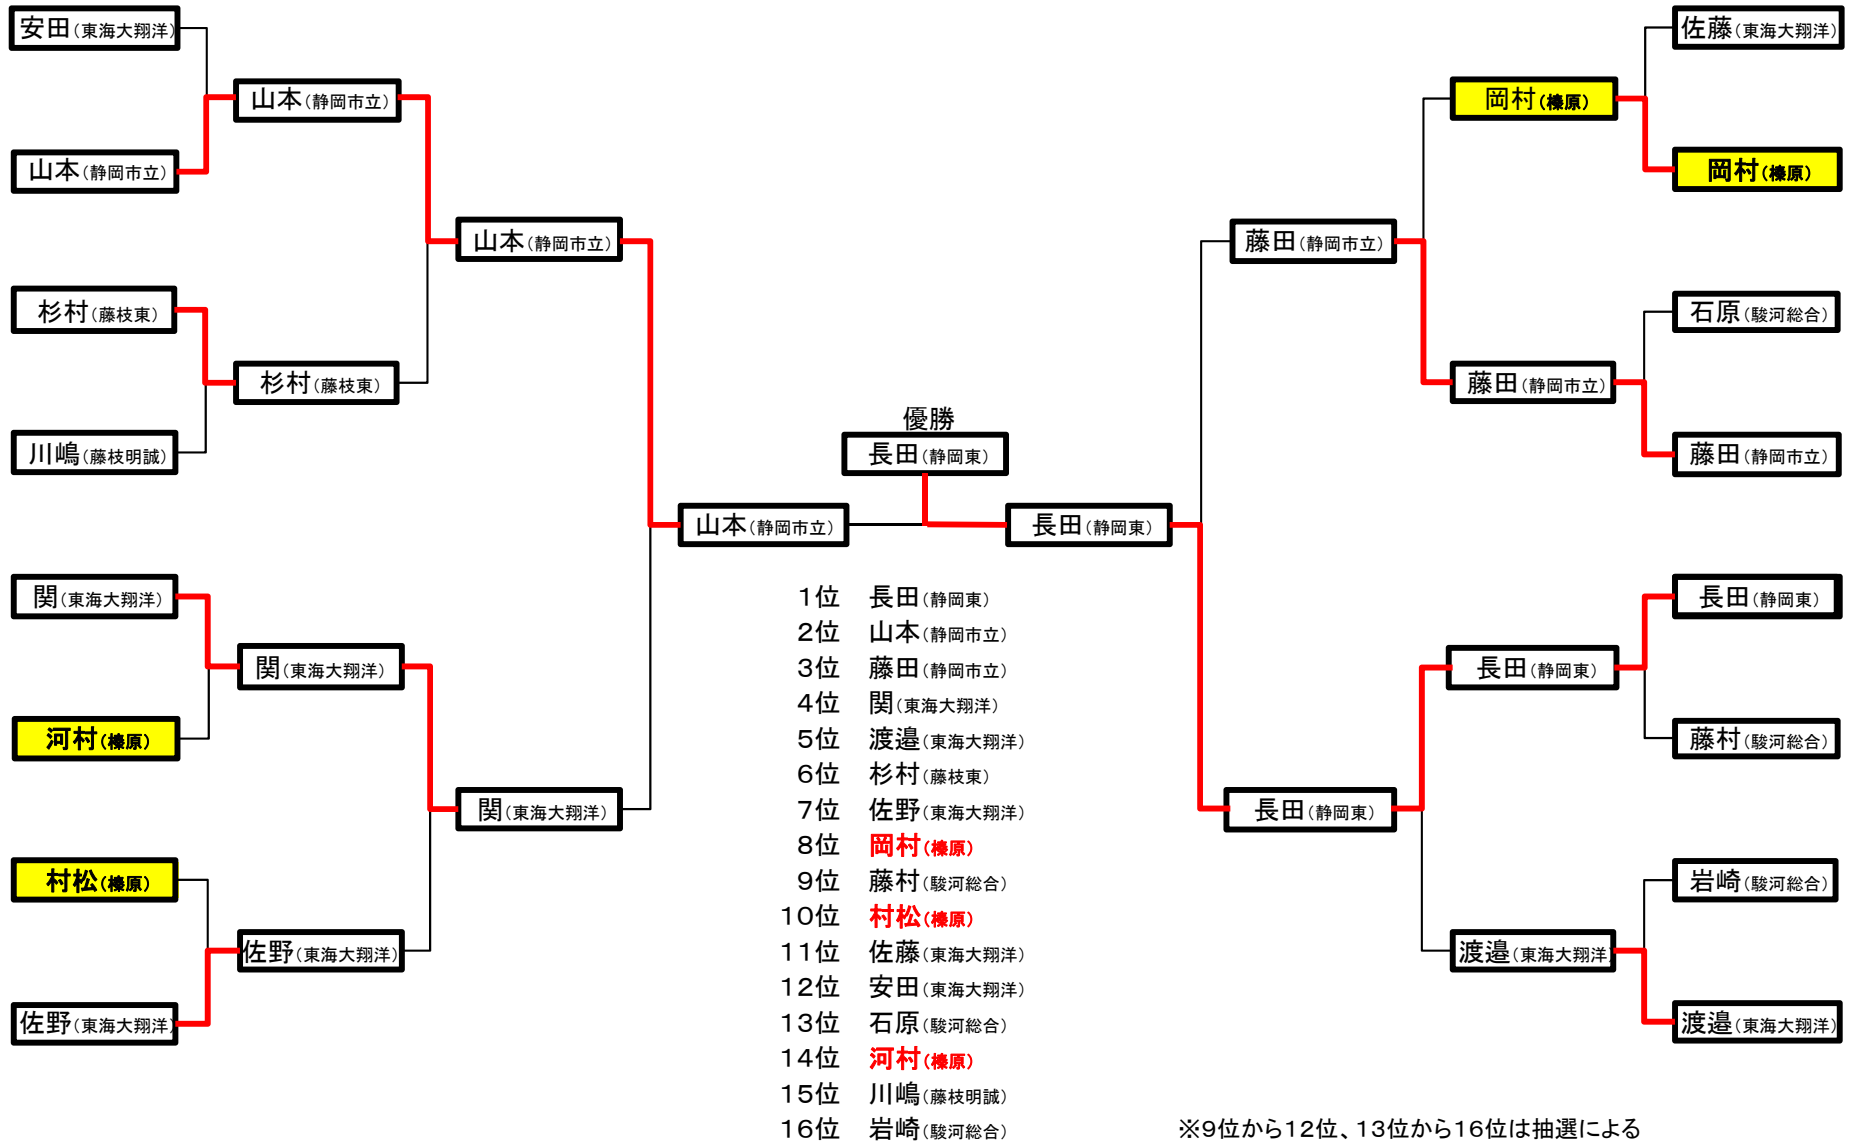 安田(東海大翔洋)
山本(静岡市立)
山本(静岡市立)
山本(静岡市立)
杉村(藤枝東)
杉村(藤枝東)
川嶋(藤枝明誠)
山本(静岡市立)
関(東海大翔洋)
関(東海大翔洋)
河村(榛原)
関(東海大翔洋)
村松(榛原)
佐野(東海大翔洋)
佐野(東海大翔洋)
優勝
長田(静岡東)
長田(静岡東)
佐藤(東海大翔洋)
岡村(榛原)
岡村(榛原)
藤田(静岡市立)
石原(駿河総合)
藤田(静岡市立)
藤田(静岡市立)
長田(静岡東)
長田(静岡東)
藤村(駿河総合)
長田(静岡東)
岩崎(駿河総合)
渡邉(東海大翔洋)
渡邉(東海大翔洋)
1位 長田(静岡東)
2位 山本(静岡市立)
3位 藤田(静岡市立)
4位 関(東海大翔洋)
5位 渡邉(東海大翔洋)
6位 杉村(藤枝東)
7位 佐野(東海大翔洋)
8位 岡村(榛原)
9位 藤村(駿河総合)
10位 村松(榛原)
11位 佐藤(東海大翔洋)
12位 安田(東海大翔洋)
13位 石原(駿河総合)
14位 河村(榛原)
15位 川嶋(藤枝明誠)
16位 岩崎(駿河総合)
※9位から12位、13位から16位は抽選による